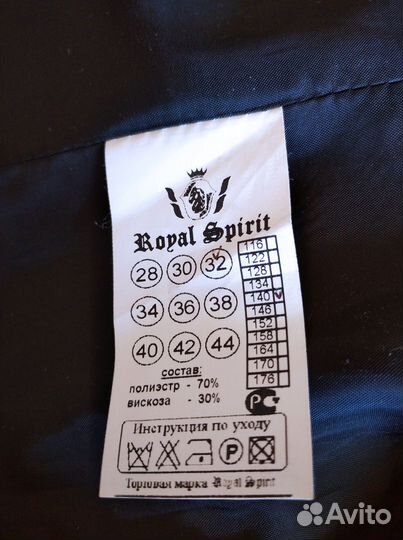 Royal Spirit
28 30 32
34 36 38
40 42 44
116
122
128
134
140
146
152
158
164
170
176
состав:
полиэстр - 70%
вискоза - 30%
Инструкция по уходу
P
Торговая марка Royal Spirit
Avito